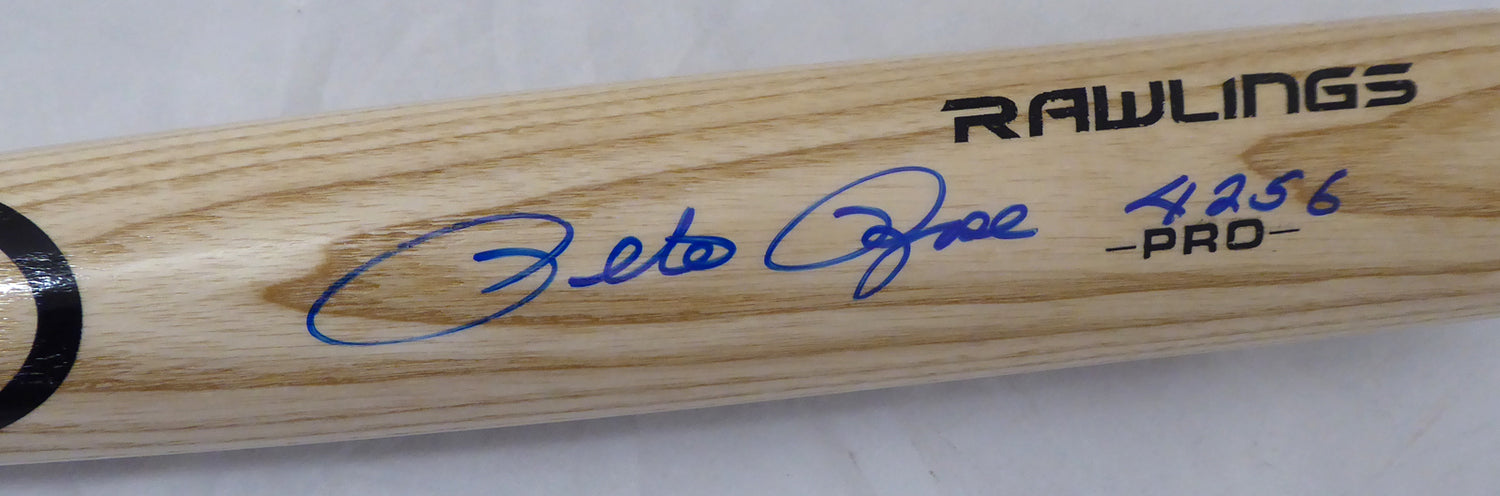 RAWLINGS
Pete Rose 4256
-PRO-